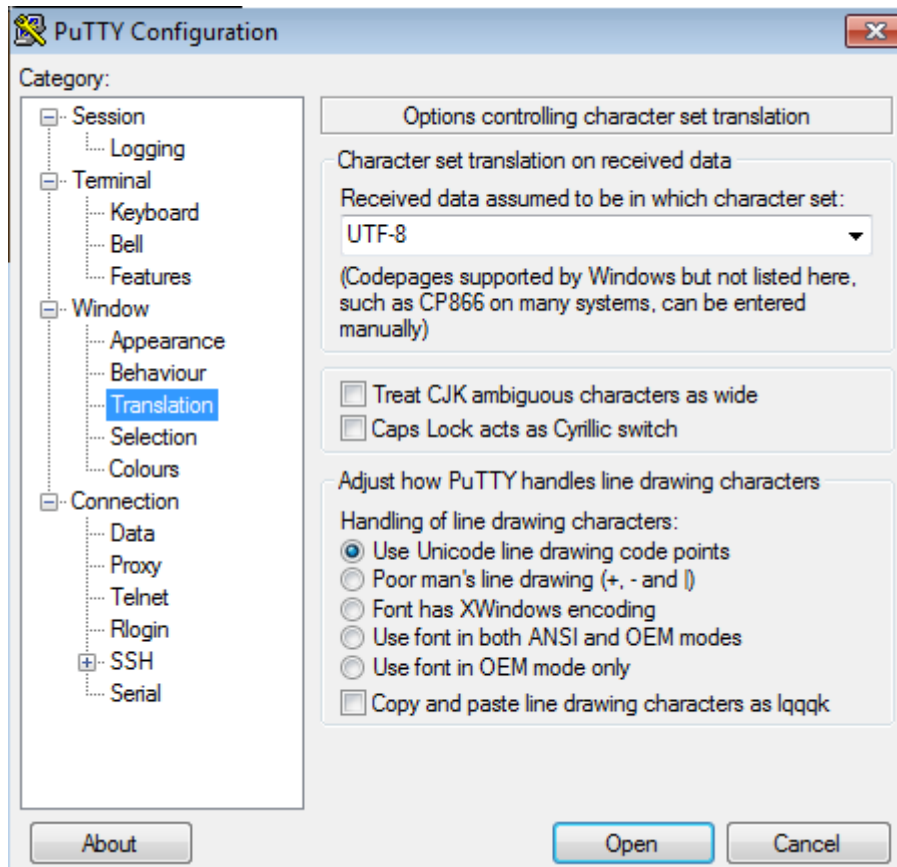 PuTTY Configuration
Category:
Session
Logging
Terminal
Keyboard
Bell
Features
Window
Appearance
Behaviour
Translation
Selection
Colours
Connection
Data
Proxy
Telnet
Rlogin
SSH
Serial
Options controlling character set translation
Character set translation on received data
Received data assumed to be in which character set:
UTF-8
(Codepages supported by Windows but not listed here,
such as CP866 on many systems, can be entered
manually)
Treat CJK ambiguous characters as wide
Caps Lock acts as Cyrillic switch
Adjust how PuTTY handles line drawing characters
Handling of line drawing characters:
Use Unicode line drawing code points
Poor man's line drawing (+, - and |)
Font has XWindows encoding
Use font in both ANSI and OEM modes
Use font in OEM mode only
Copy and paste line drawing characters as lqqqk
About
Open
Cancel